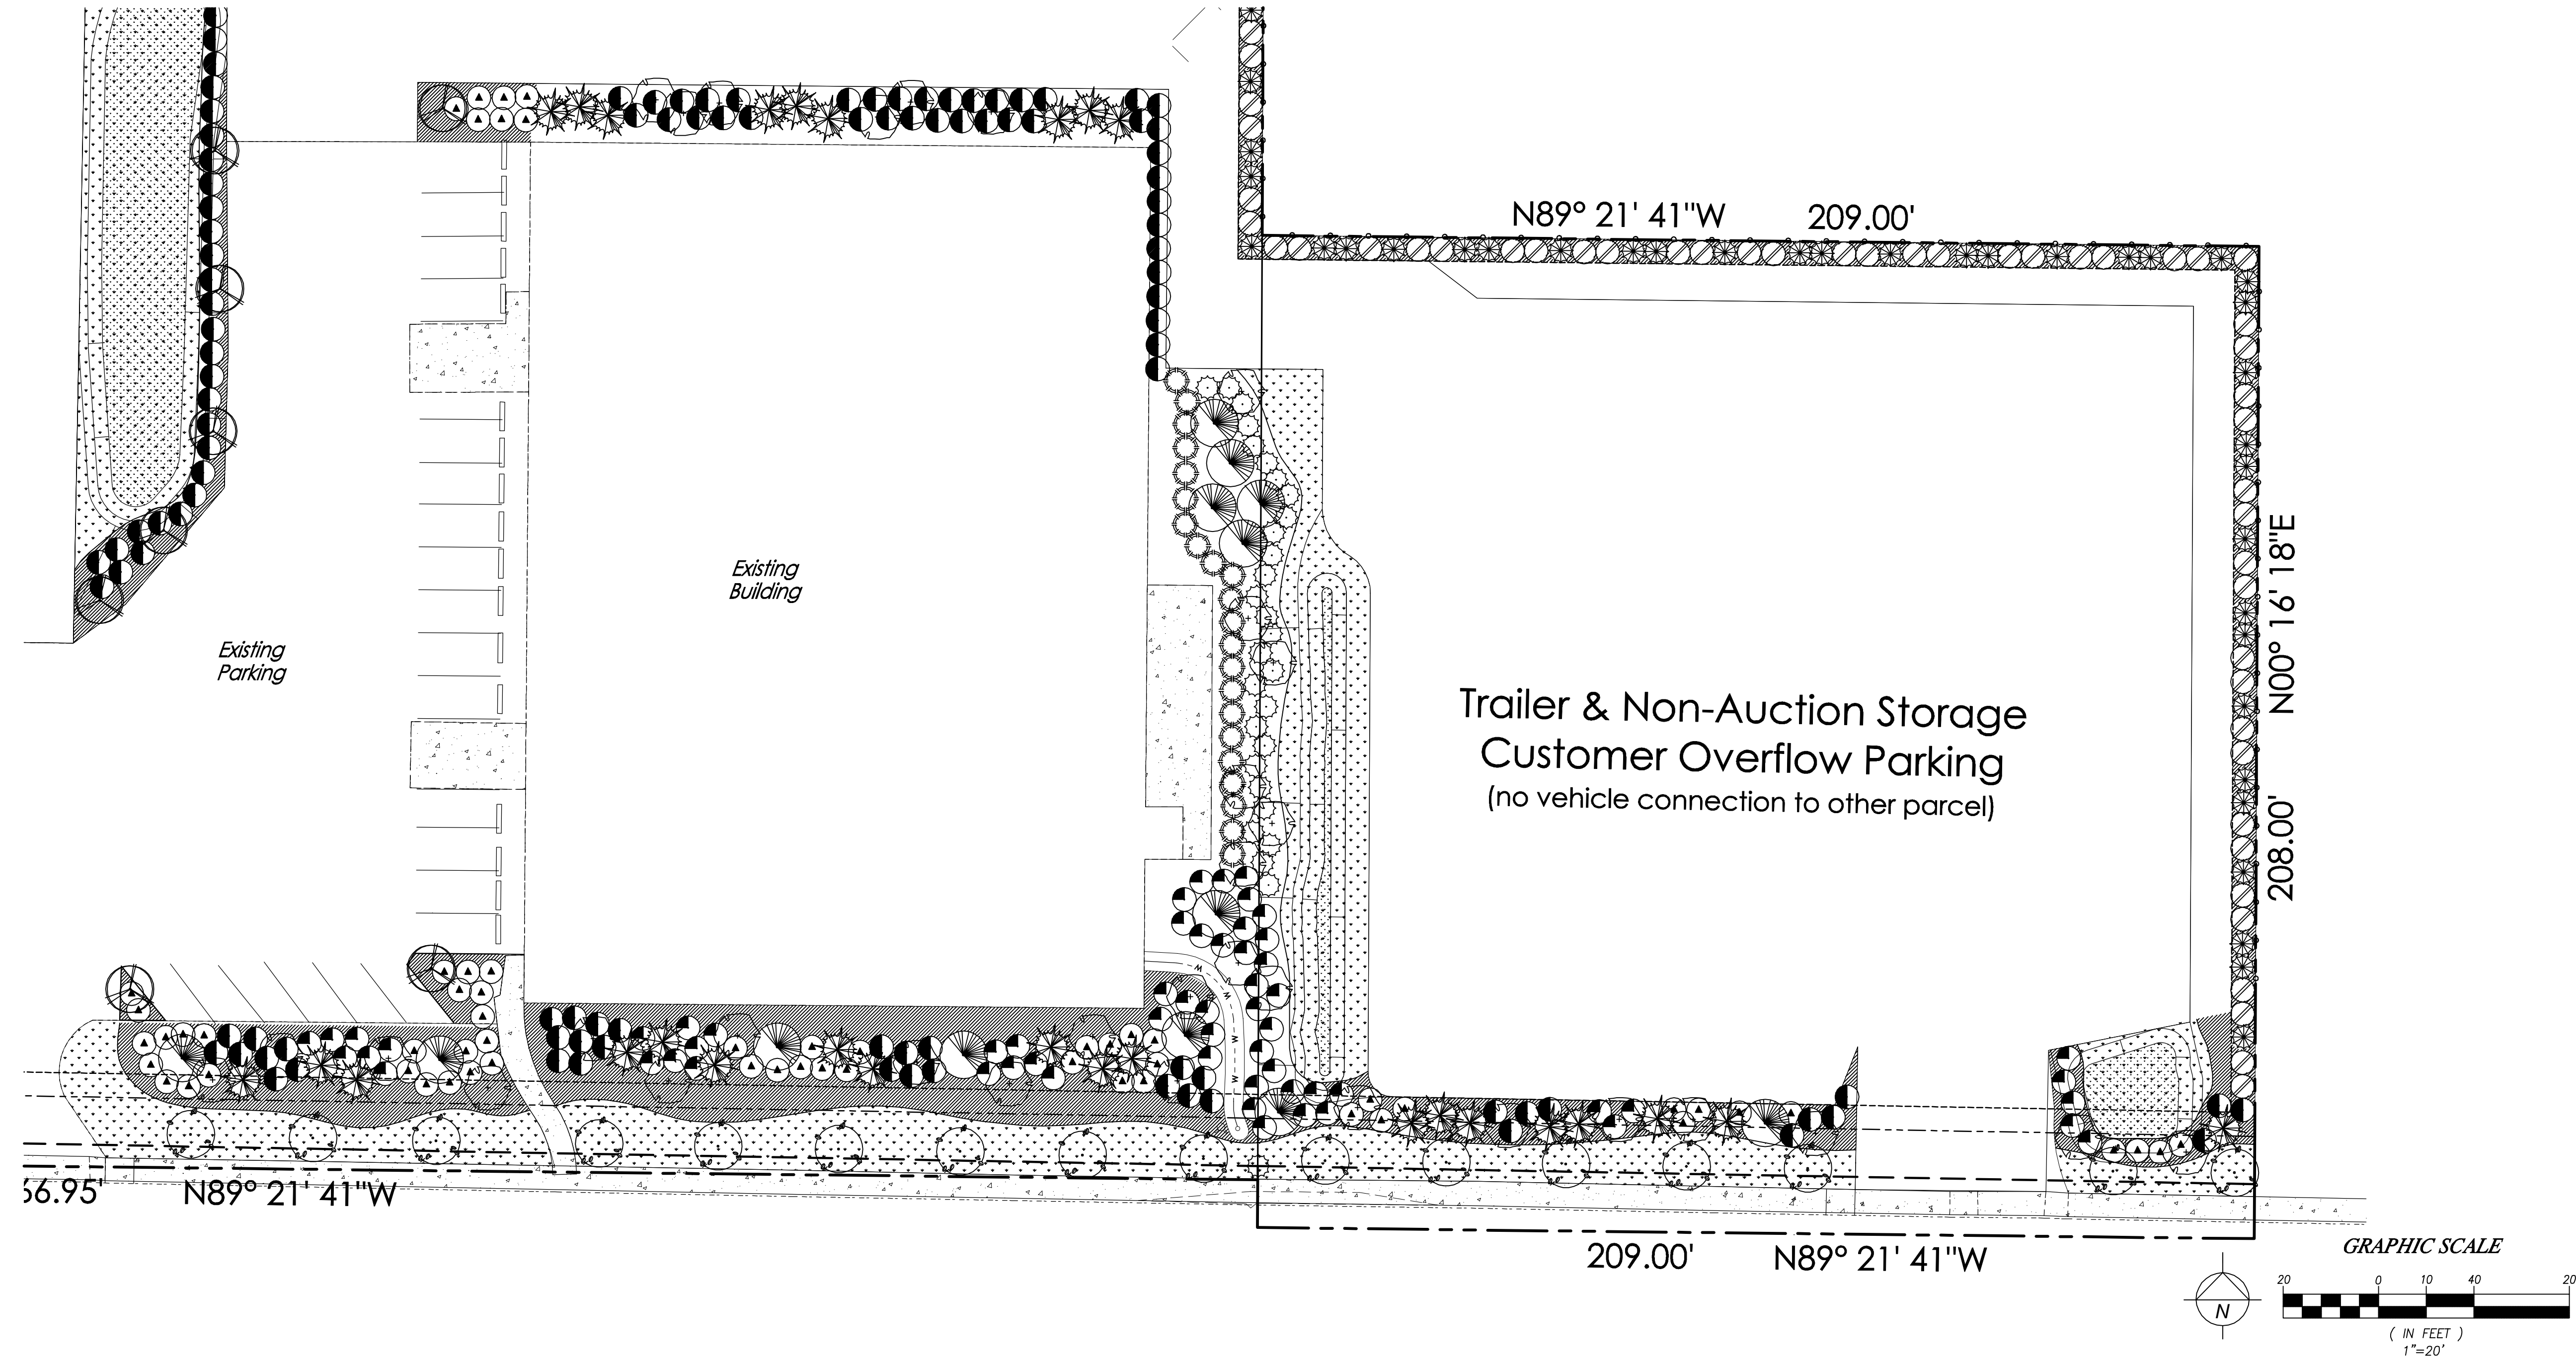 N89° 21' 41"W 209.00'
N00° 16' 18"E
208.00'
Existing
Building
Existing
Parking
Trailer & Non-Auction Storage
Customer Overflow Parking
(no vehicle connection to other parcel)
W
W
W
W
W
66.95' N89° 21' 41"W
209.00' N89° 21' 41"W
GRAPHIC SCALE
20 0 10 40 20
( IN FEET )
1"=20'
N